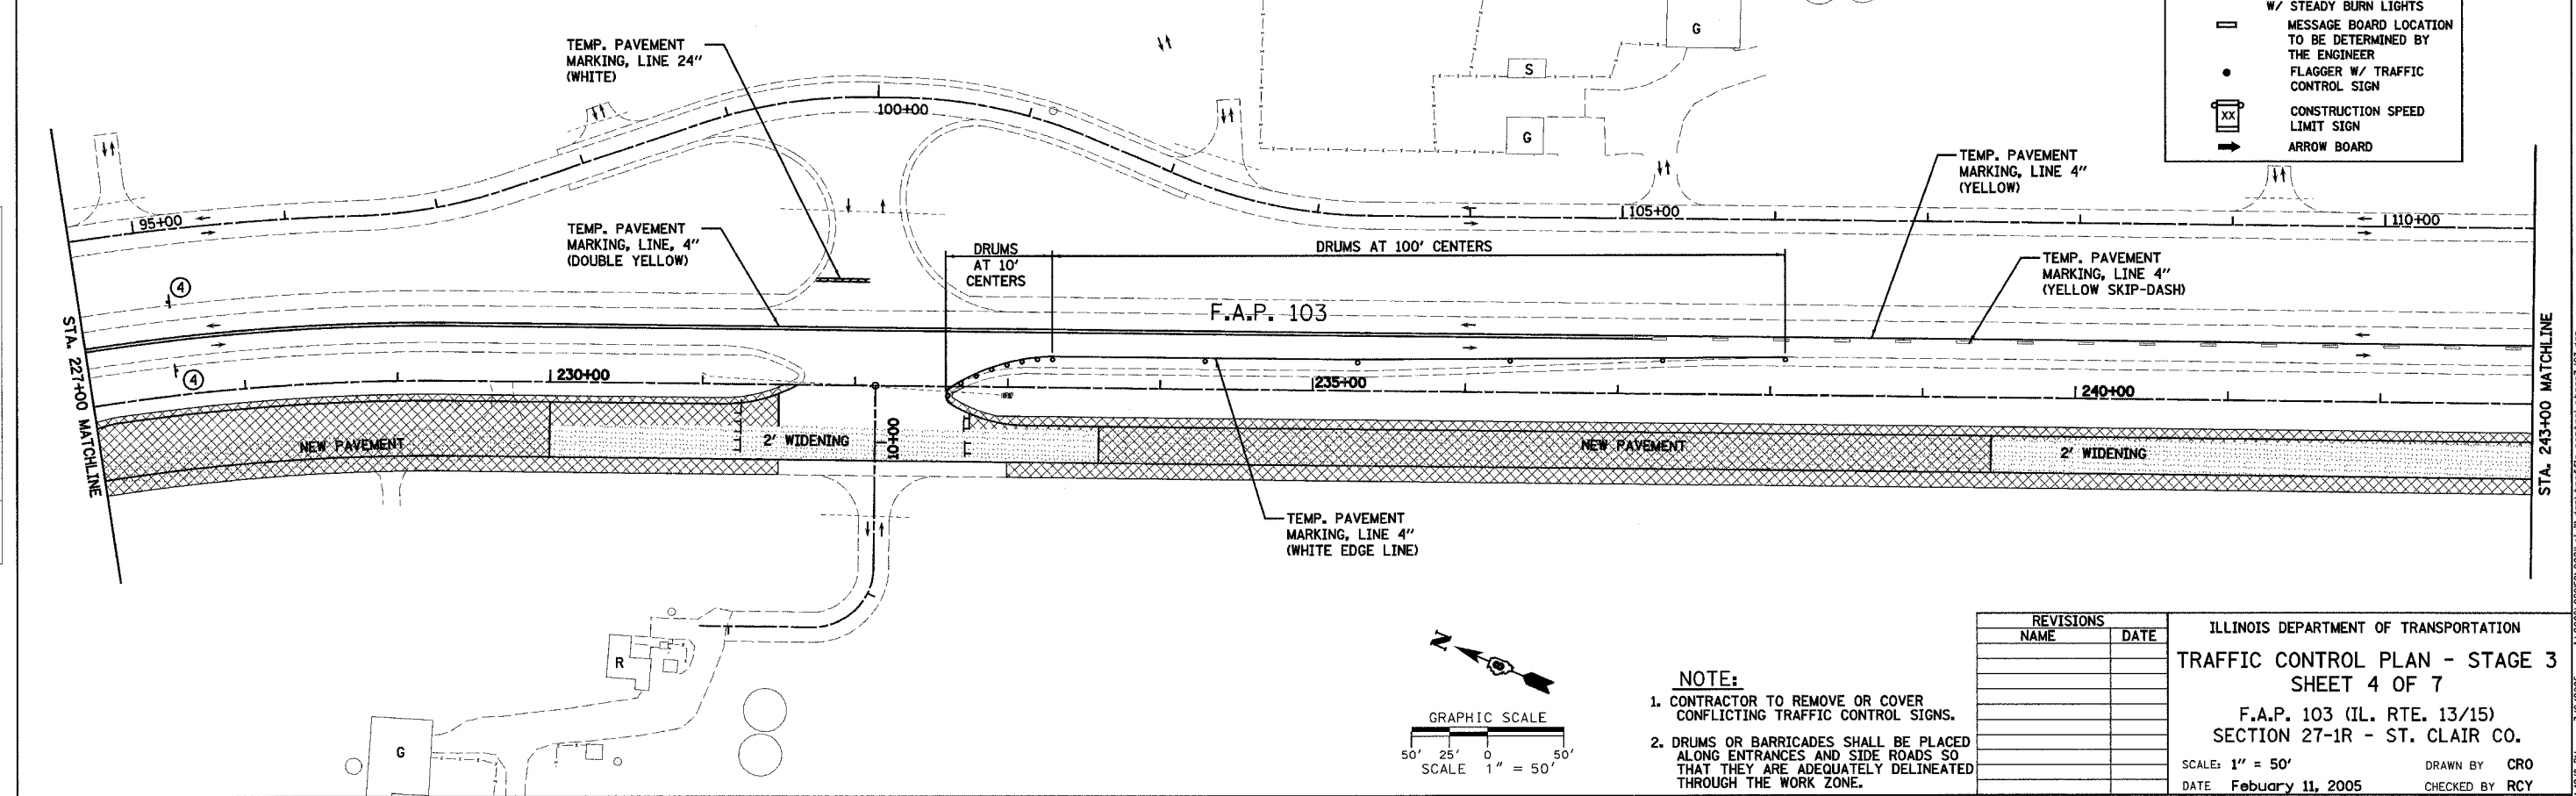 W/ STEADY BURN LIGHTS
MESSAGE BOARD LOCATION
TO BE DETERMINED BY
THE ENGINEER
FLAGGER W/ TRAFFIC
CONTROL SIGN
XX
CONSTRUCTION SPEED
LIMIT SIGN
ARROW BOARD
TEMP. PAVEMENT
MARKING, LINE 24"
(WHITE)
100+00
G
S
G
TEMP. PAVEMENT
MARKING, LINE 4"
(YELLOW)
95+00
105+00
110+00
TEMP. PAVEMENT
MARKING, LINE, 4"
(DOUBLE YELLOW)
DRUMS
AT 10'
CENTERS
DRUMS AT 100' CENTERS
TEMP. PAVEMENT
MARKING, LINE 4"
(YELLOW SKIP-DASH)
4
F.A.P. 103
4
STA. 227+00 MATCHLINE
230+00
235+00
240+00
STA. 243+00 MATCHLINE
NEW PAVEMENT
2' WIDENING
10+00
NEW PAVEMENT
2' WIDENING
TEMP. PAVEMENT
MARKING, LINE 4"
(WHITE EDGE LINE)
R
G
N
GRAPHIC SCALE
50' 25' 0 50'
SCALE 1" = 50'
NOTE:
1. CONTRACTOR TO REMOVE OR COVER
CONFLICTING TRAFFIC CONTROL SIGNS.
2. DRUMS OR BARRICADES SHALL BE PLACED
ALONG ENTRANCES AND SIDE ROADS SO
THAT THEY ARE ADEQUATELY DELINEATED
THROUGH THE WORK ZONE.
REVISIONS
NAME DATE
ILLINOIS DEPARTMENT OF TRANSPORTATION
TRAFFIC CONTROL PLAN - STAGE 3
SHEET 4 OF 7
F.A.P. 103 (IL. RTE. 13/15)
SECTION 27-1R - ST. CLAIR CO.
SCALE: 1" = 50'
DRAWN BY CRO
DATE Febuary 11, 2005
CHECKED BY RCY